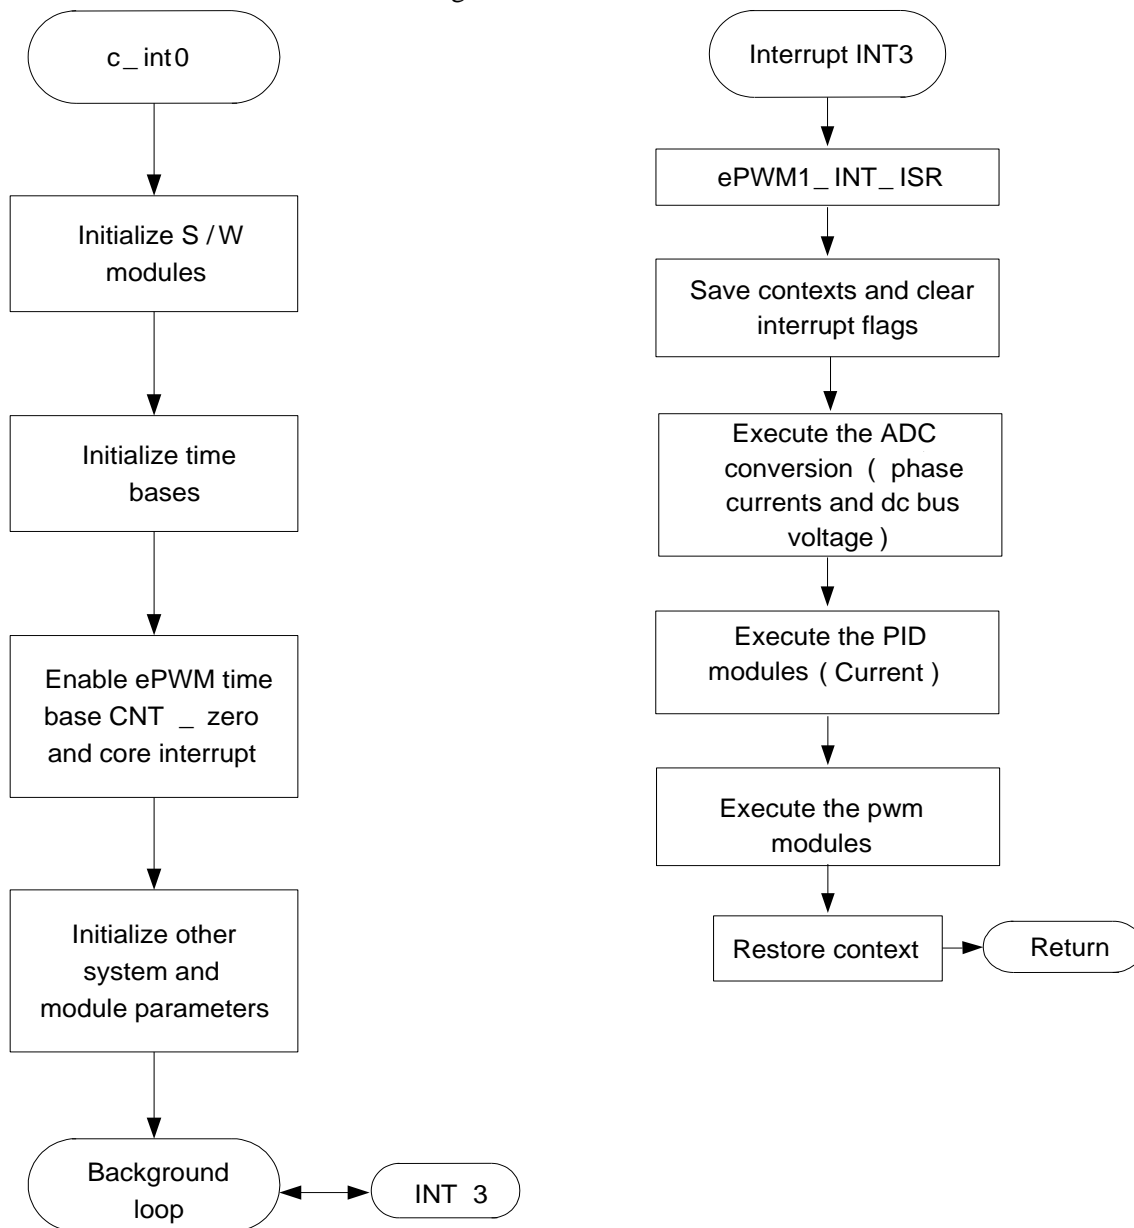 c_int0
Initialize S/W
modules
Initialize time
bases
Enable ePWM time
base CNT _ zero
and core interrupt
Initialize other
system and
module parameters
Background
loop
INT 3
Interrupt INT3
ePWM1_INT_ISR
Save contexts and clear
interrupt flags
Execute the ADC
conversion ( phase
currents and dc bus
voltage)
Execute the PID
modules (Current)
Execute the pwm
modules
Restore context
Return